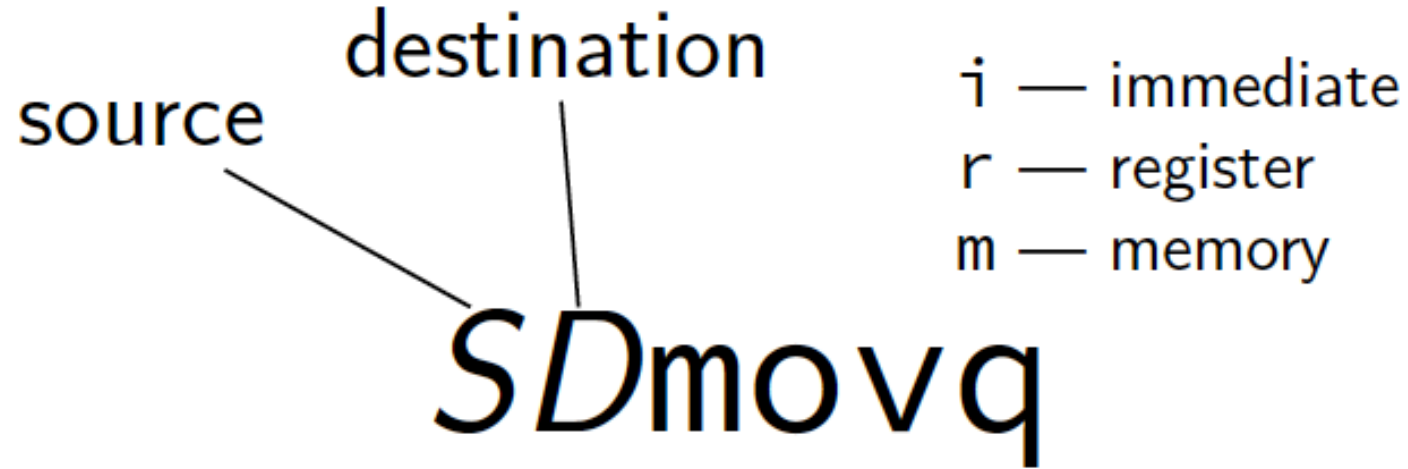 destination
source
i — immediate
r — register
m — memory
SDmovq